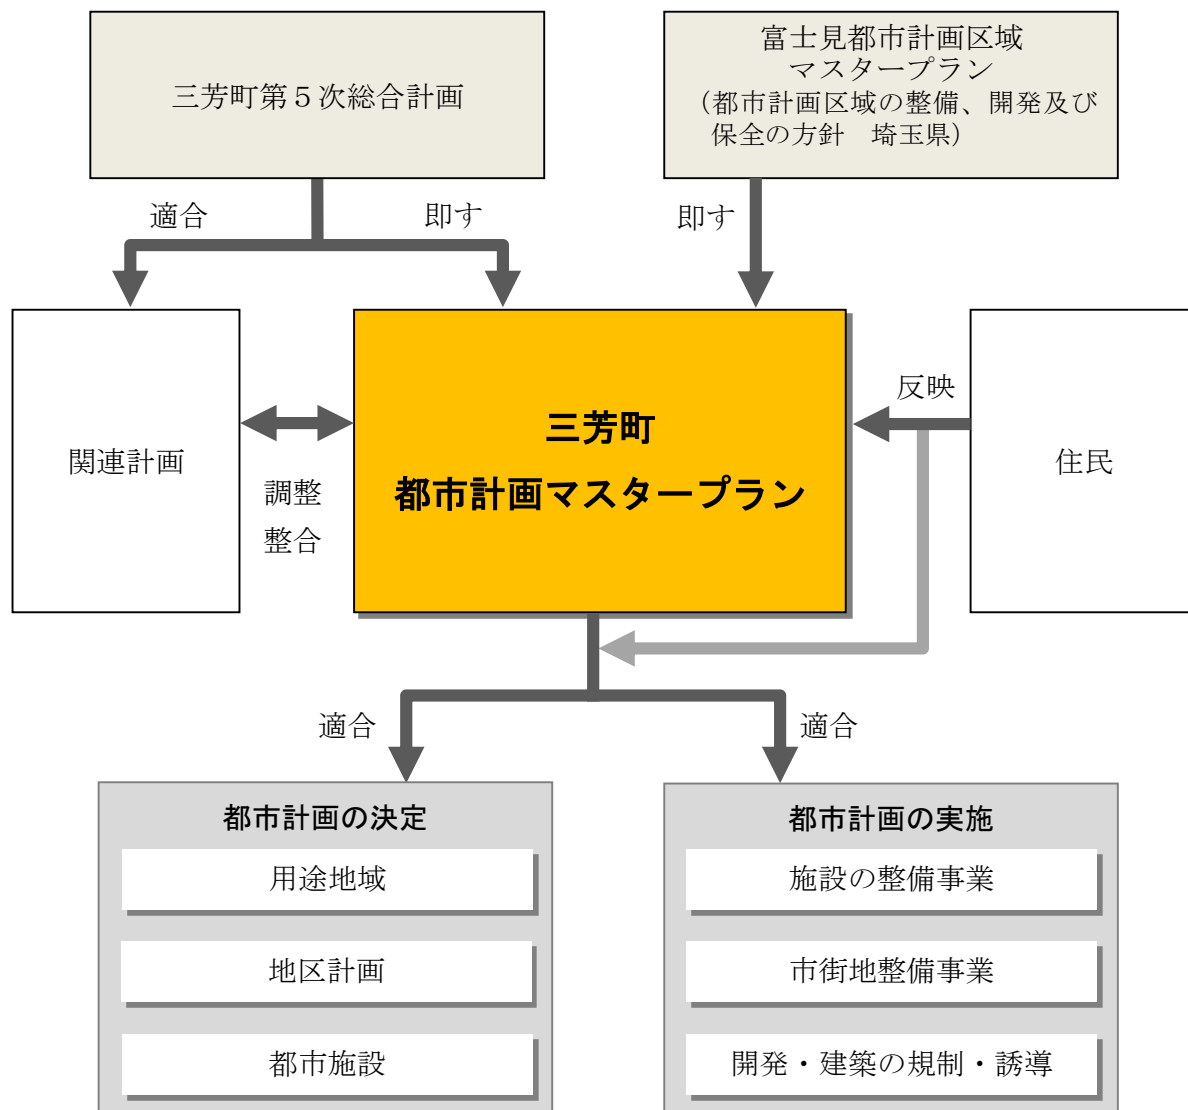 三芳町第５次総合計画
富士見都市計画区域
マスタープラン
（都市計画区域の整備、開発及び
保全の方針　埼玉県）
適合
即す
即す
関連計画
調整
整合
三芳町
都市計画マスタープラン
反映
住民
適合
適合
都市計画の決定
用途地域
地区計画
都市施設
都市計画の実施
施設の整備事業
市街地整備事業
開発・建築の規制・誘導